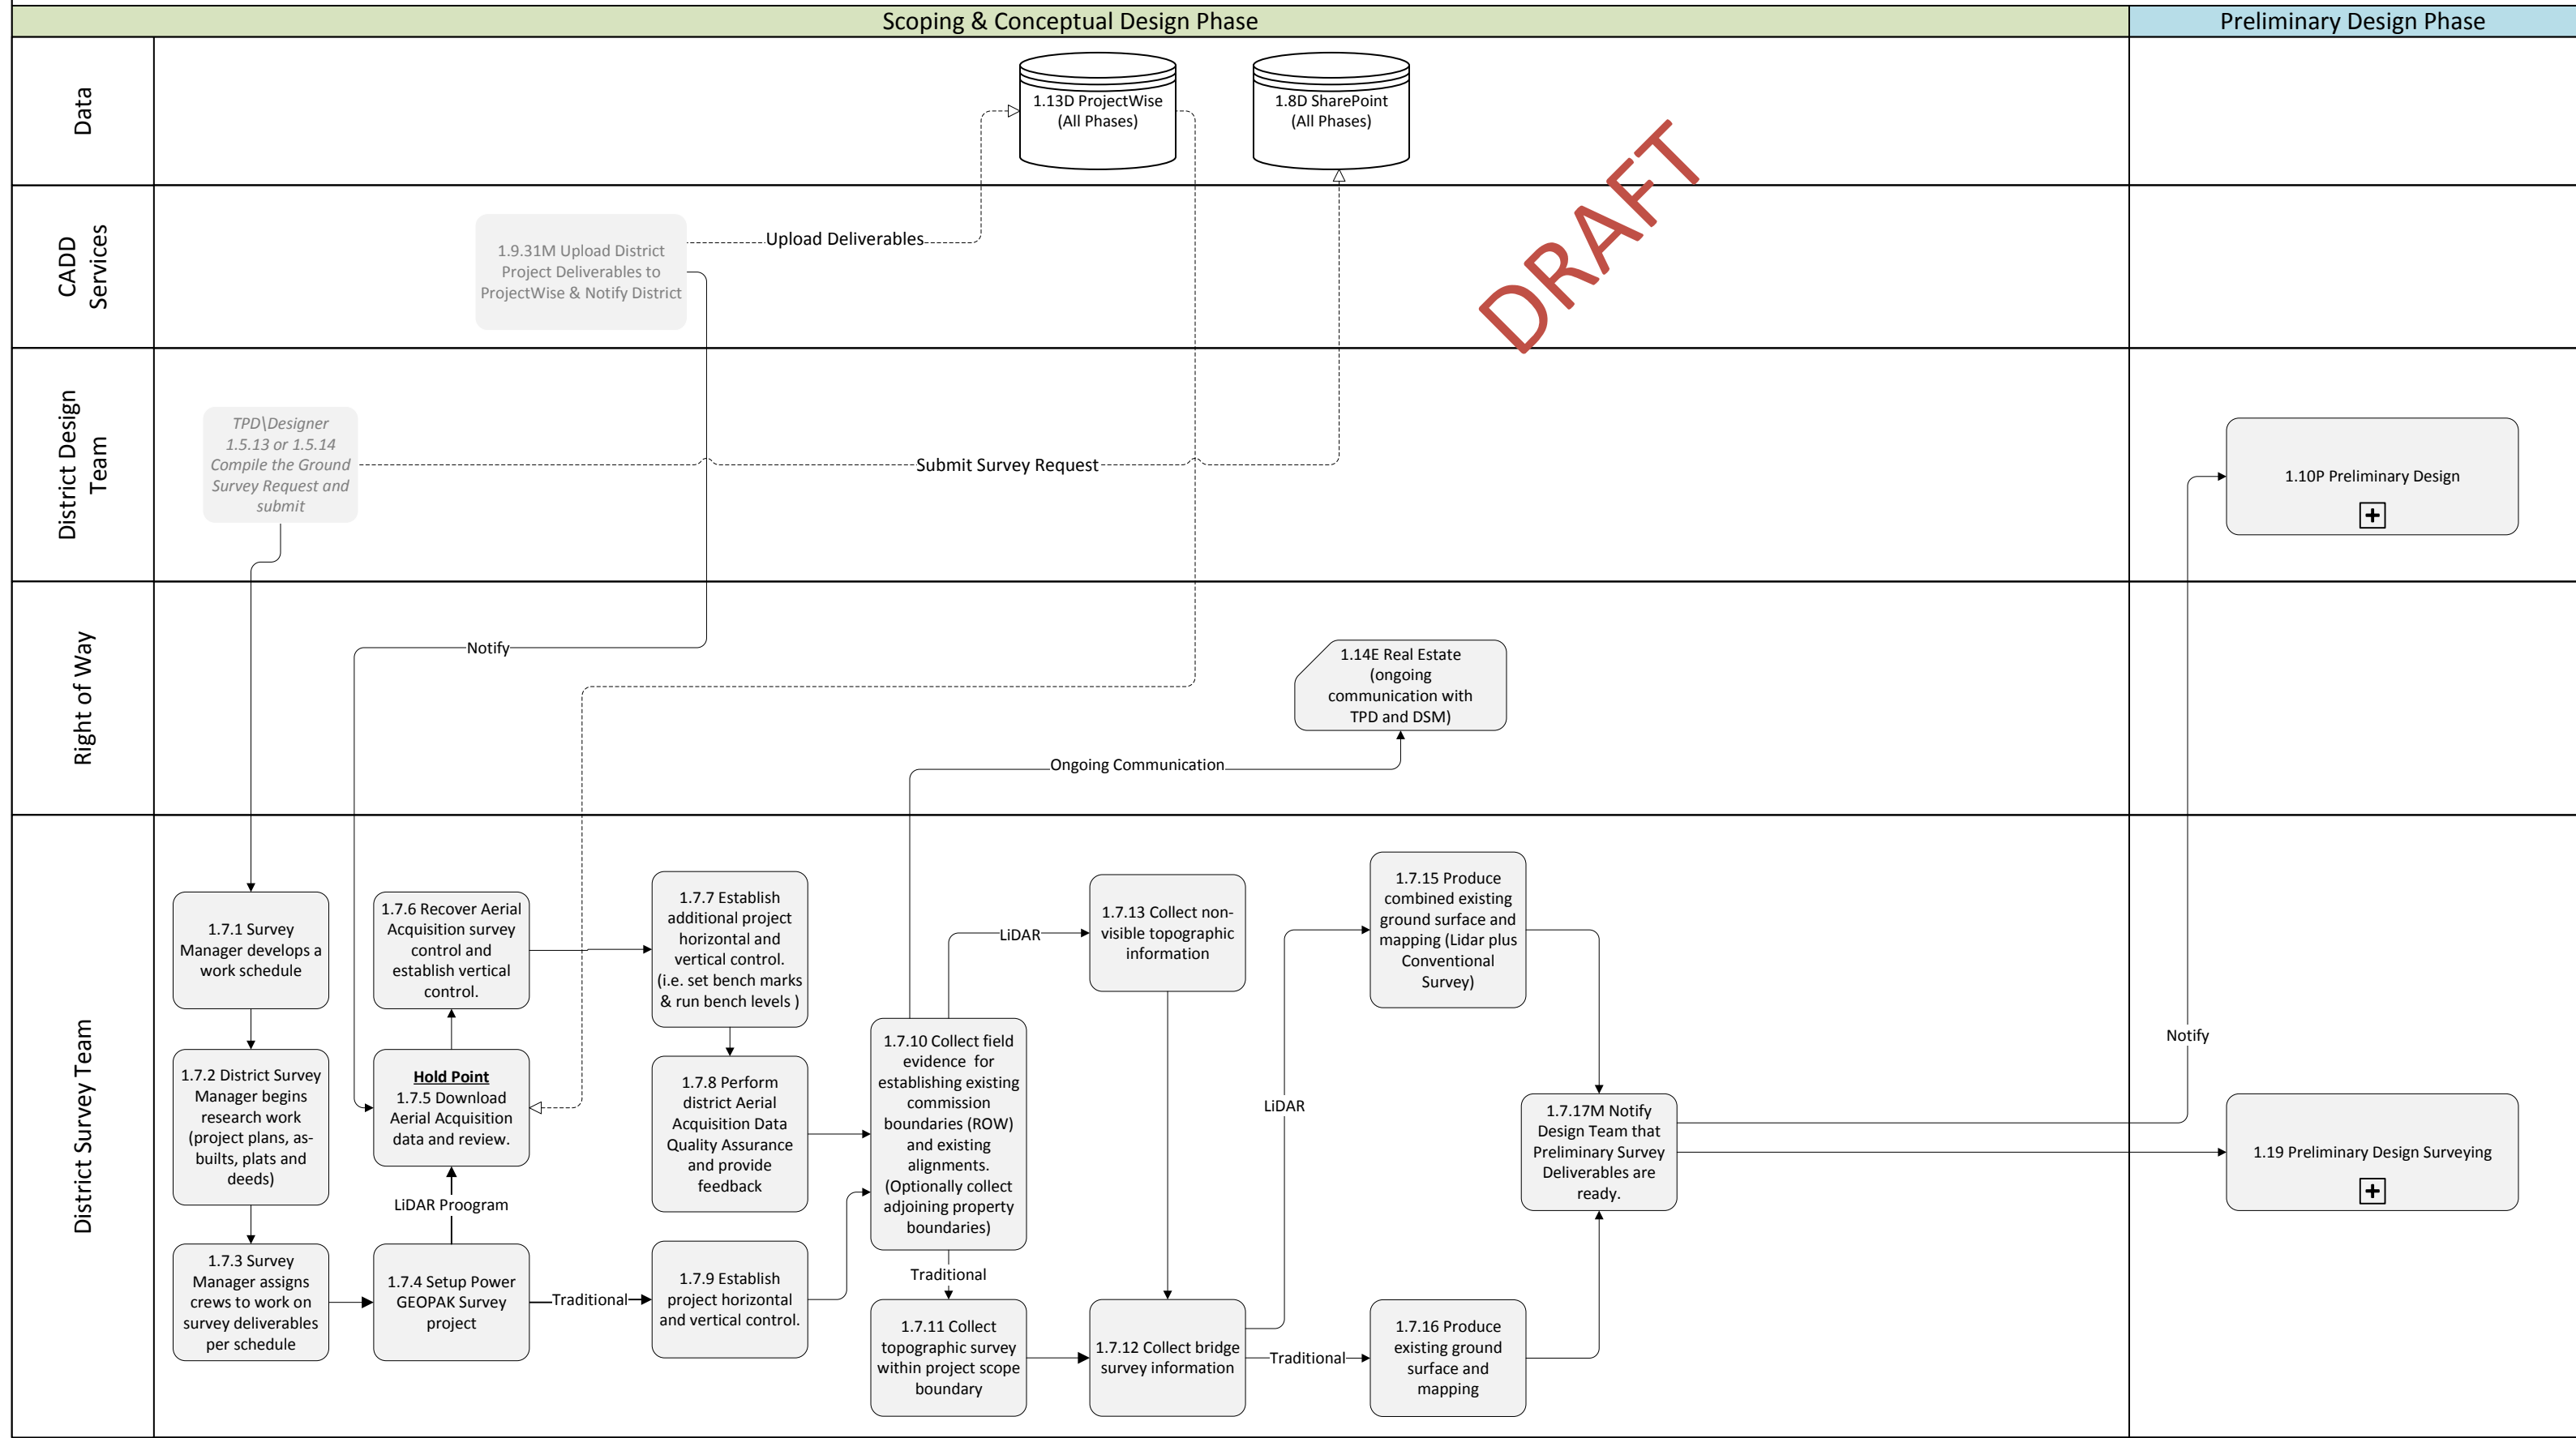 Scoping & Conceptual Design Phase
Preliminary Design Phase
Data
1.13D ProjectWise
(All Phases)
1.8D SharePoint
(All Phases)
DRAFT
CADD
Services
1.9.31M Upload District
Project Deliverables to
ProjectWise & Notify District
Upload Deliverables
District Design
Team
TPD\Designer
1.5.13 or 1.5.14
Compile the Ground
Survey Request and
submit
Submit Survey Request
1.10P Preliminary Design
Right of Way
Notify
1.14E Real Estate
(ongoing
communication with
TPD and DSM)
Ongoing Communication
District Survey Team
1.7.1 Survey
Manager develops a
work schedule
1.7.2 District Survey
Manager begins
research work
(project plans, as-
builts, plats and
deeds)
1.7.3 Survey
Manager assigns
crews to work on
survey deliverables
per schedule
1.7.6 Recover Aerial
Acquisition survey
control and
establish vertical
control.
Hold Point
1.7.5 Download
Aerial Acquisition
data and review.
LiDAR Proogram
1.7.4 Setup Power
GEOPAK Survey
project
Traditional
1.7.7 Establish
additional project
horizontal and
vertical control.
(i.e. set bench marks
& run bench levels )
1.7.8 Perform
district Aerial
Acquisition Data
Quality Assurance
and provide
feedback
1.7.9 Establish
project horizontal
and vertical control.
1.7.10 Collect field
evidence for
establishing existing
commission
boundaries (ROW)
and existing
alignments.
(Optionally collect
adjoining property
boundaries)
Traditional
1.7.11 Collect
topographic survey
within project scope
boundary
LiDAR
1.7.13 Collect non-
visible topographic
information
1.7.12 Collect bridge
survey information
LiDAR
Traditional
1.7.15 Produce
combined existing
ground surface and
mapping (Lidar plus
Conventional
Survey)
1.7.16 Produce
existing ground
surface and
mapping
1.7.17M Notify
Design Team that
Preliminary Survey
Deliverables are
ready.
Notify
1.19 Preliminary Design Surveying